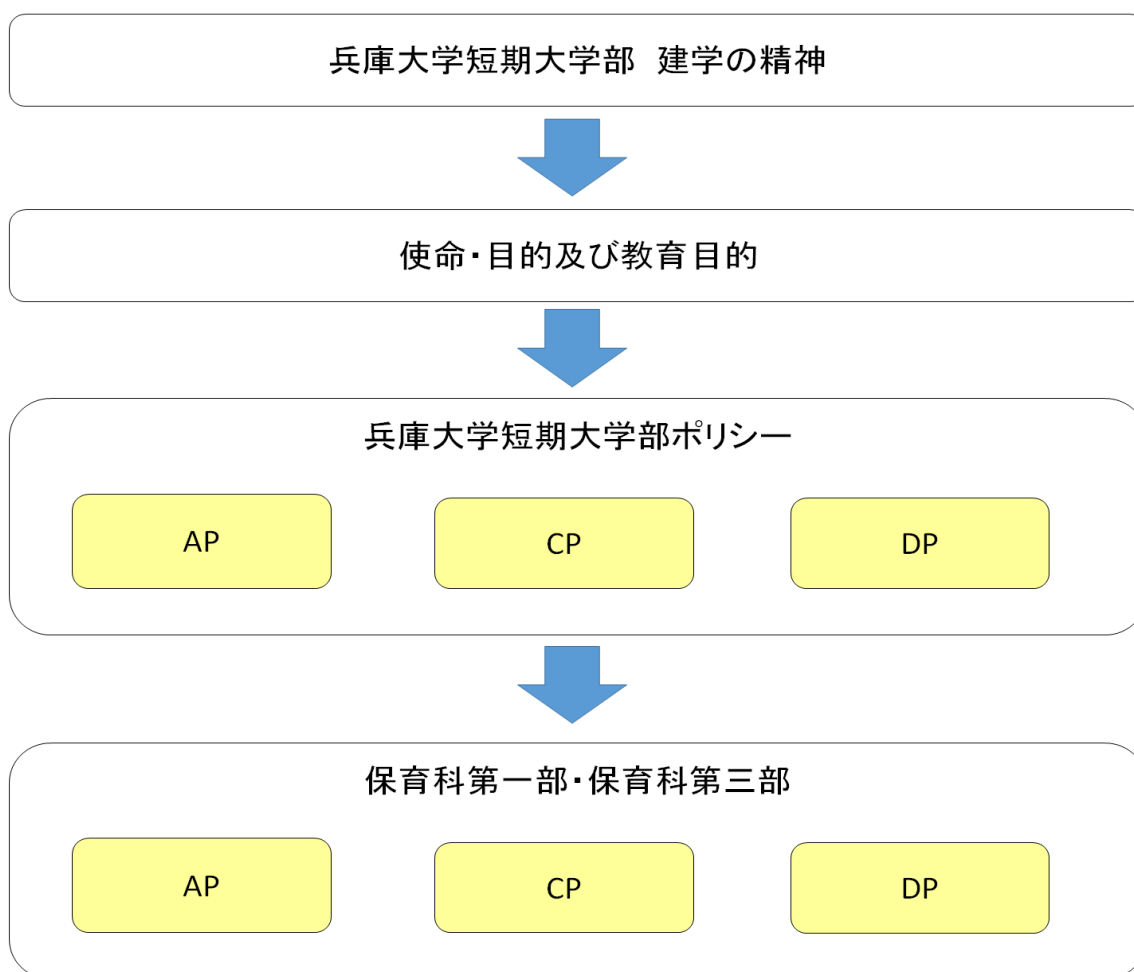 兵庫大学短期大学部 建学の精神
使命・目的及び教育目的
兵庫大学短期大学部ポリシー
AP
CP
DP
保育科第一部・保育科第三部
AP
CP
DP